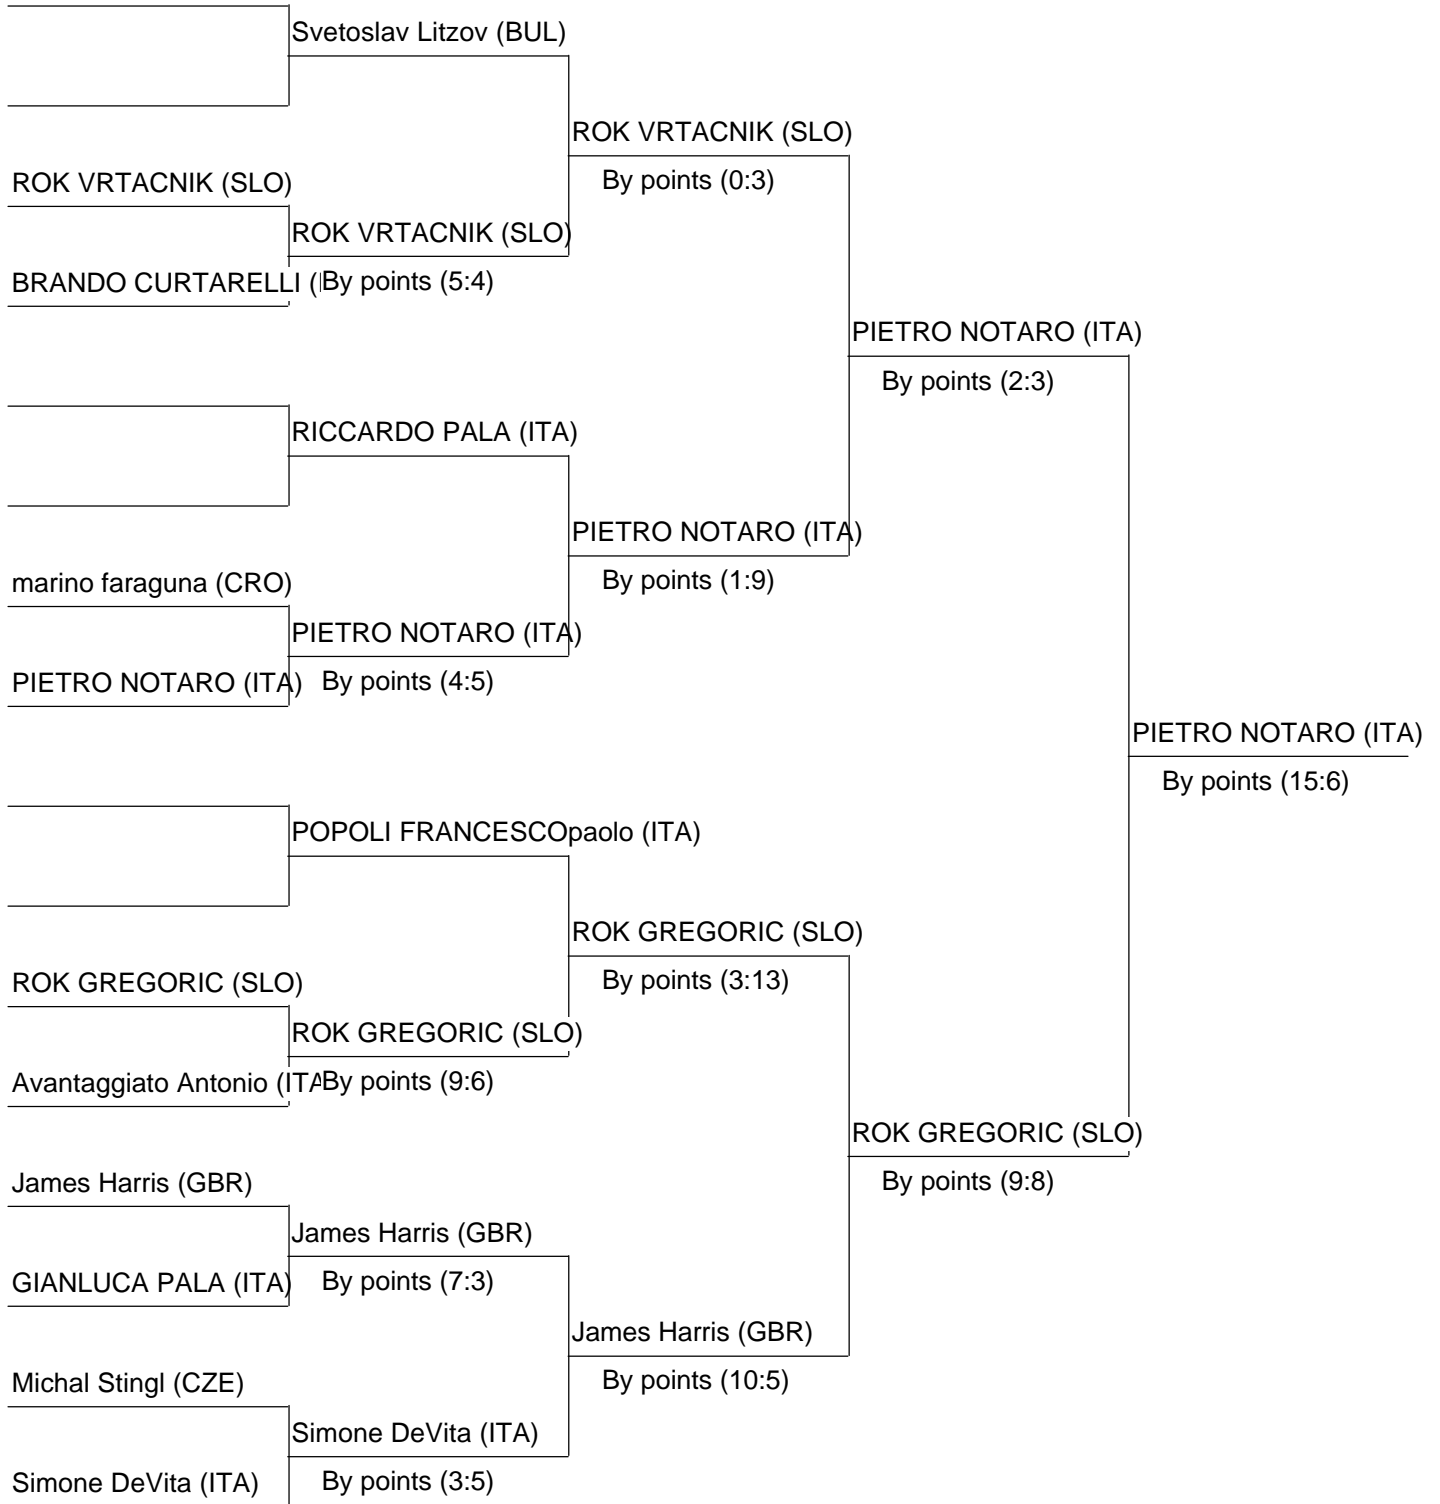 Svetoslav Litzov (BUL)
ROK VRTACNIK (SLO)
By points (0:3)
ROK VRTACNIK (SLO)
ROK VRTACNIK (SLO)
BRANDO CURTARELLI (
By points (5:4)
PIETRO NOTARO (ITA)
By points (2:3)
RICCARDO PALA (ITA)
PIETRO NOTARO (ITA)
By points (1:9)
marino faraguna (CRO)
PIETRO NOTARO (ITA)
PIETRO NOTARO (ITA)
By points (4:5)
PIETRO NOTARO (ITA)
By points (15:6)
POPOLI FRANCESCOpaolo (ITA)
ROK GREGORIC (SLO)
By points (3:13)
ROK GREGORIC (SLO)
ROK GREGORIC (SLO)
Avantaggiato Antonio (ITA
By points (9:6)
ROK GREGORIC (SLO)
By points (9:8)
James Harris (GBR)
James Harris (GBR)
GIANLUCA PALA (ITA)
By points (7:3)
James Harris (GBR)
By points (10:5)
Michal Stingl (CZE)
Simone DeVita (ITA)
Simone DeVita (ITA)
By points (3:5)